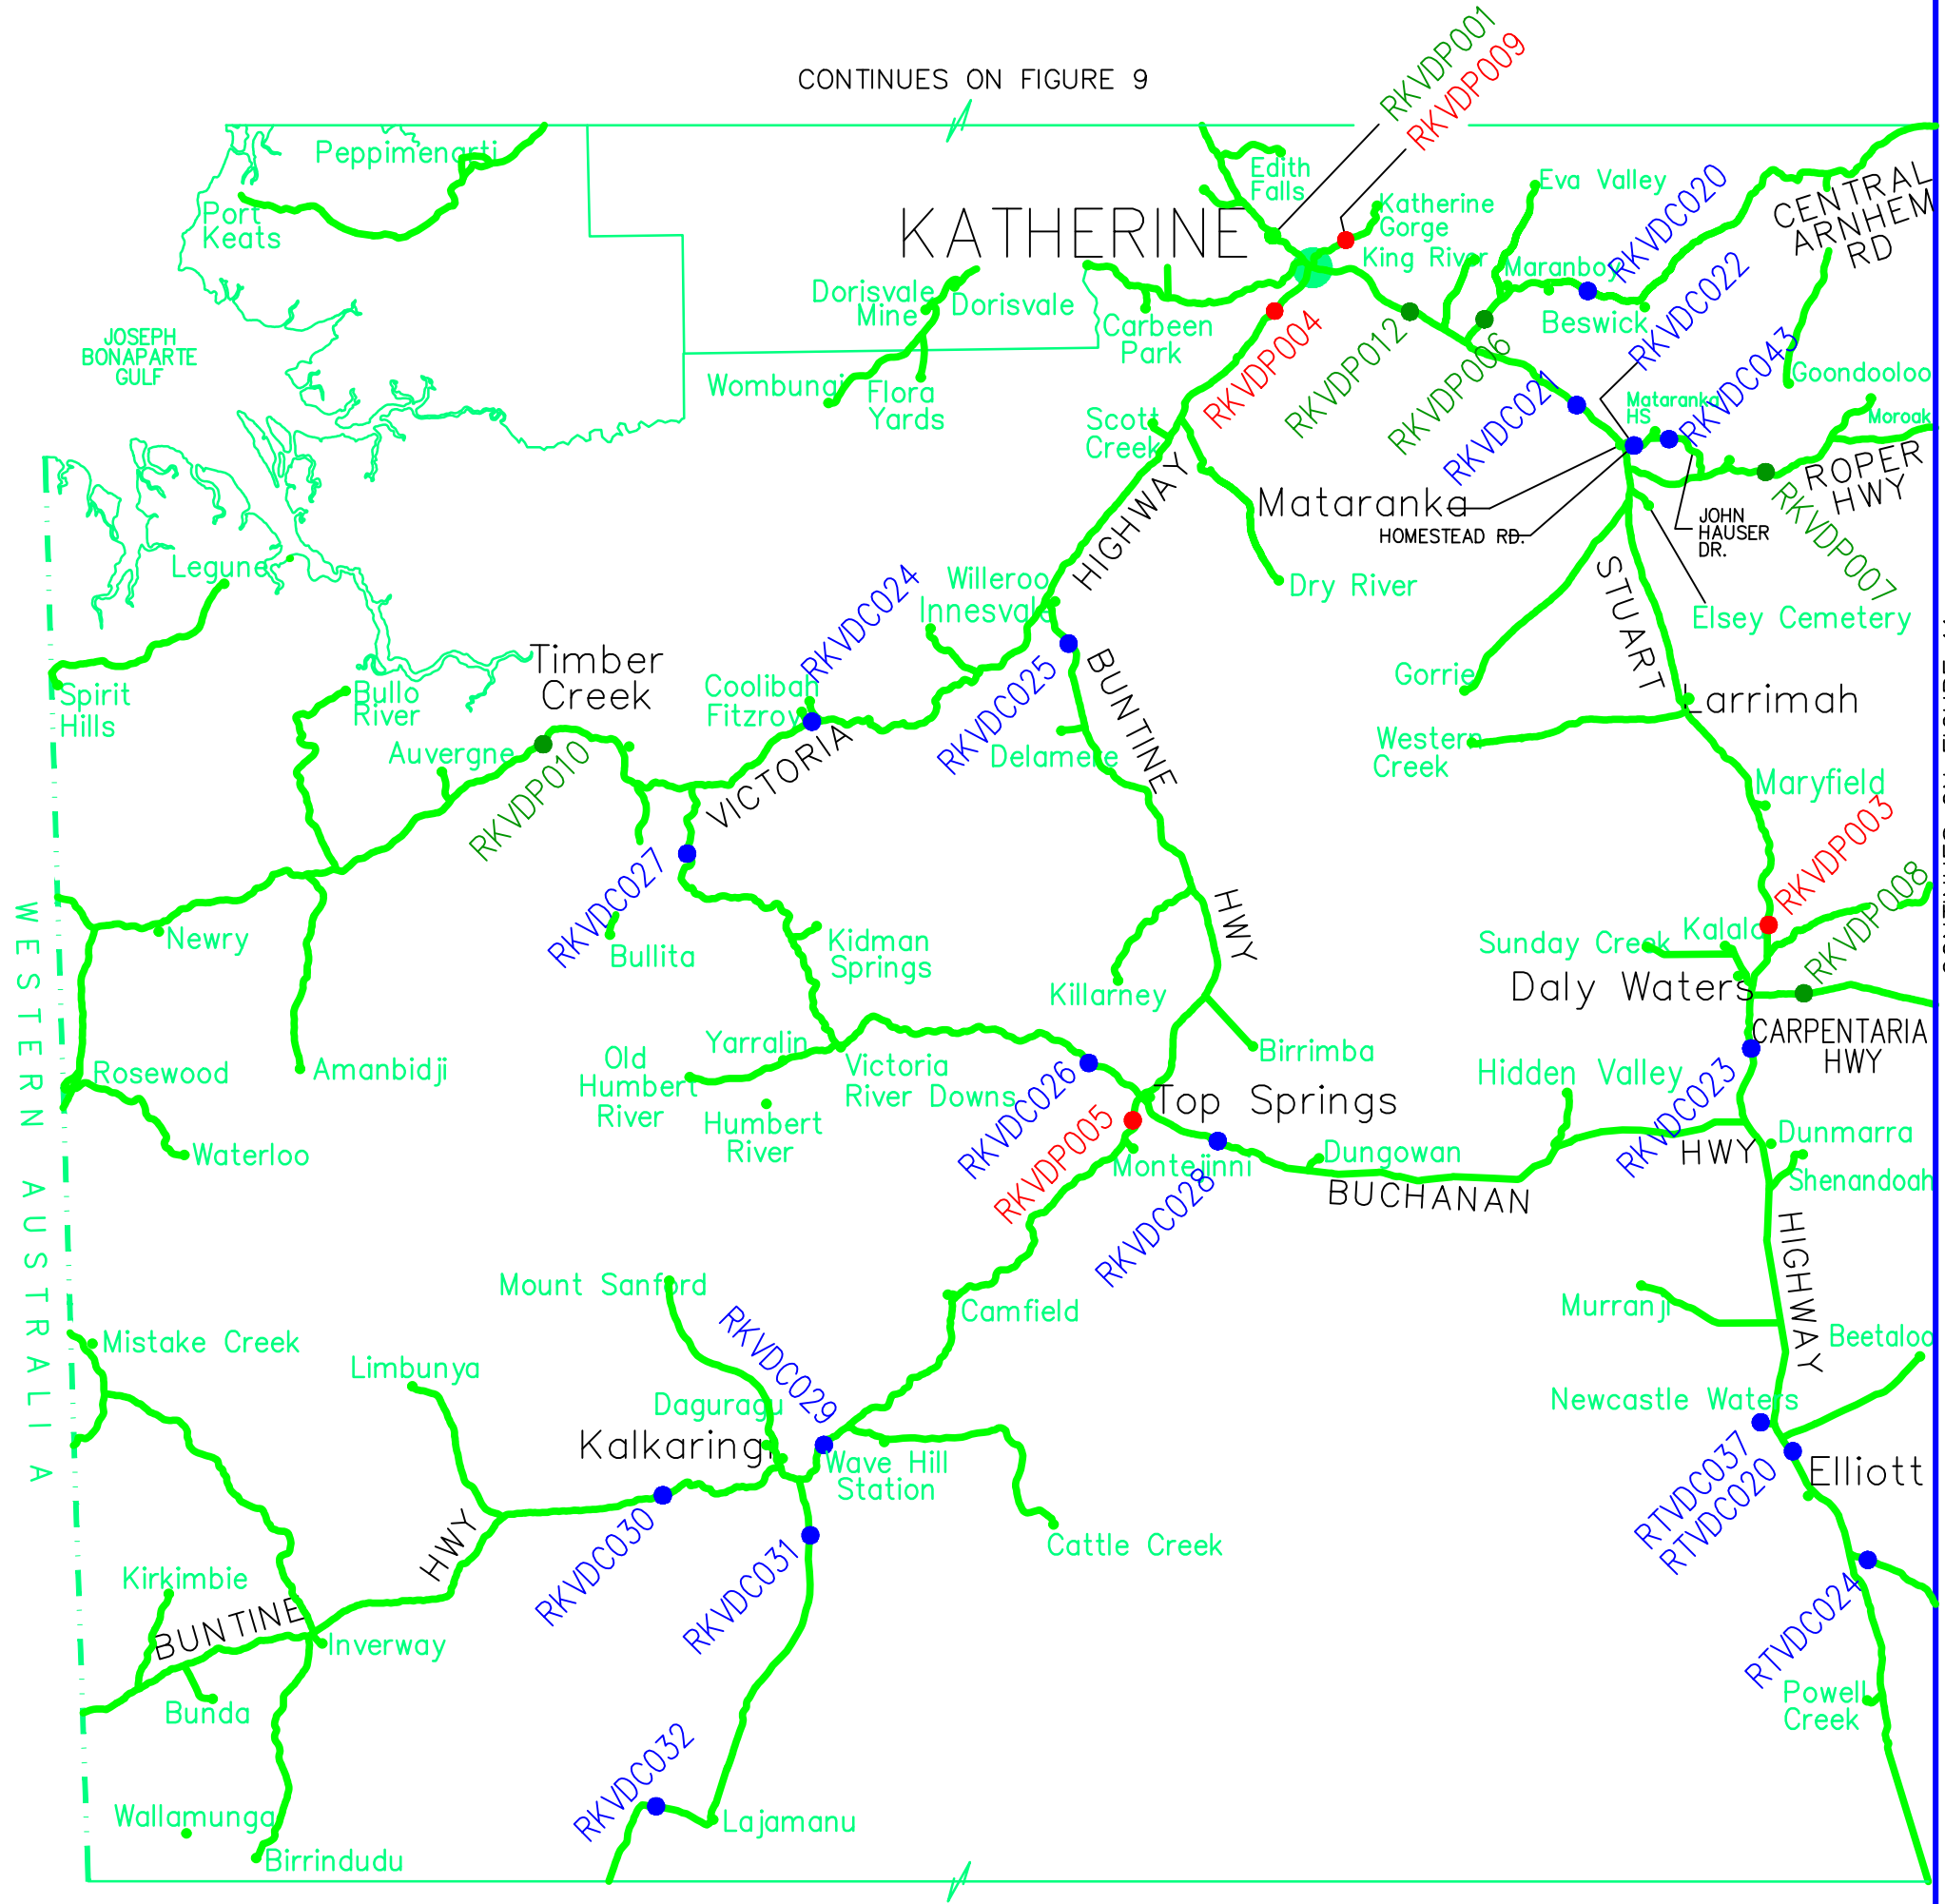 CONTINUES ON FIGURE 9
RKVDP001
RKVDP009
Peppimenarti
Port
Keats
Edith
Falls
KATHERINE
Katherine
Gorge
King River
Eva Valley
Maranboy
RKVDC020
RKVDC022
CENTRAL
ARNHEM
RD
Dorisvale
Mine
Dorisvale
Carbeen
Park
Beswick
JOSEPH
BONAPARTE
GULF
Wombungi
Flora
Yards
RKVDP004
RKVDP012
RKVDP006
RKVDC021
RKVDC043
Goondooloo
Mataranka
HS
Moroak
Scott
Creek
HIGHWAY
Mataranka
HOMESTEAD RD.
JOHN
HAUSER
DR.
ROPER
HWY
RKVDP007
Legune
Willeroo
Innesvale
Dry River
STUART
Elsey Cemetery
Timber
Creek
RKVDC024
RKVDC025
BUNTINE
Gorrie
Larrimah
Spirit
Hills
Bullo
River
Coolibah
Fitzroy
Auvergne
RKVDP010
VICTORIA
Delamere
Western
Creek
Maryfield
RKVDP003
RKVDP008
RKVDC027
Bullita
Newry
Kidman
Springs
HWY
Killarney
Sunday Creek
Kalala
Daly Waters
CARPENTARIA
HWY
WESTERN AUSTRALIA
Rosewood
Amanbidji
Old
Humbert
River
Yarralin
Victoria
River Downs
Humbert
River
RKVDC026
Birrimba
Top Springs
Hidden Valley
RKVDC023
Waterloo
RKVDP005
Montejinni
RKVDC028
Dungowan
BUCHANAN
HWY
Dunmarra
Shenandoah
HIGHWAY
Mount Sanford
Camfield
Murranji
Beetaloo
Mistake Creek
Limbunya
RKVDC029
Daguragu
Kalkaringi
Wave Hill
Station
Newcastle Waters
RTVDC037
RTVDC020
Elliott
HWY
RKVDC030
RKVDC031
Cattle Creek
RTVDC024
Kirkimbie
BUNTINE
Inverway
Bunda
Powell
Creek
RKVDC032
Wallamunga
Birrindudu
Lajamanu